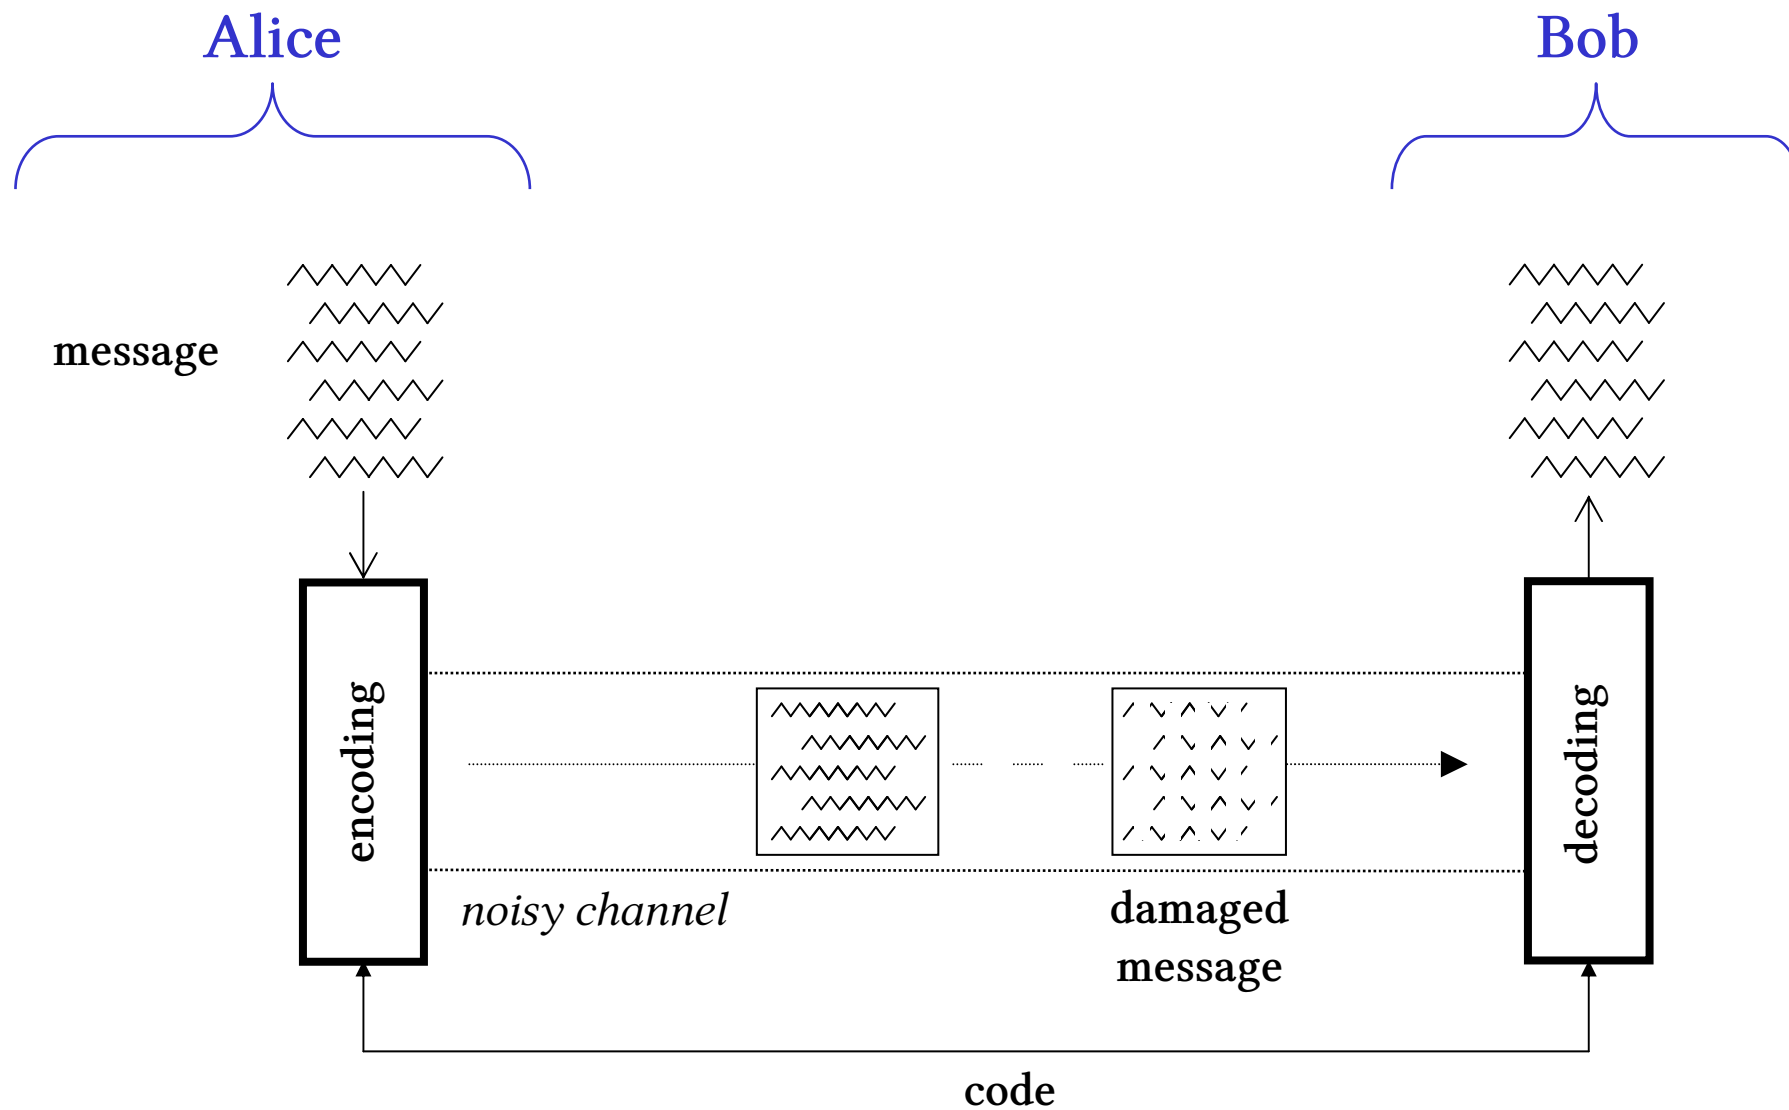 Alice
Bob
message
encoding
decoding
noisy channel
damaged
message
code